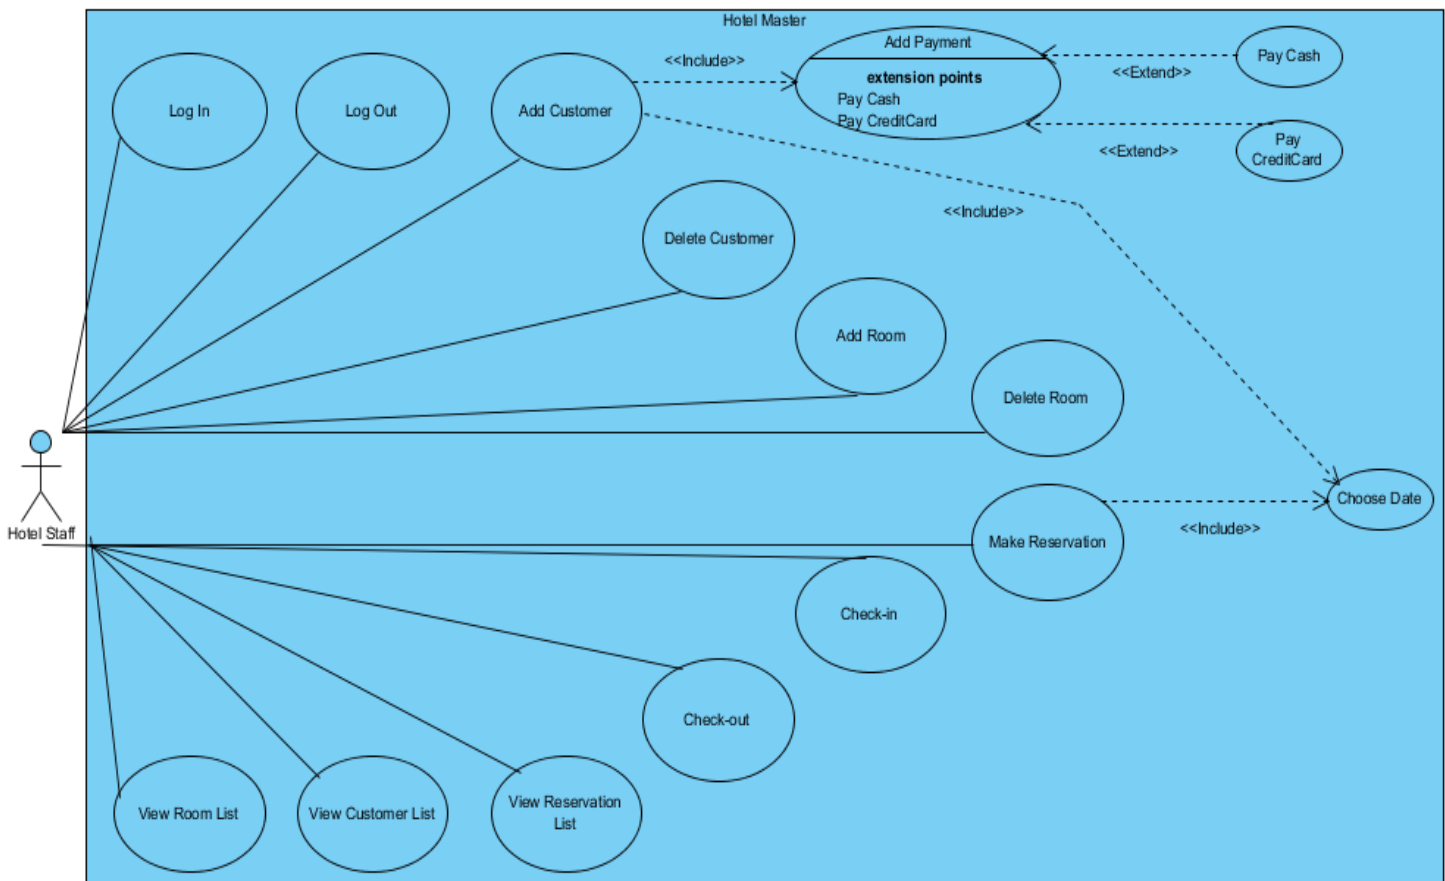 Hotel Master
Add Payment
<<Include>>
extension points
Pay Cash
Pay CreditCard
Pay Cash
<<Extend>>
Log In
Log Out
Add Customer
<<Extend>>
Pay
CreditCard
<<Include>>
Delete Customer
Add Room
Delete Room
Choose Date
Hotel Staff
Make Reservation
<<Include>>
Check-in
Check-out
View Room List
View Customer List
View Reservation
List